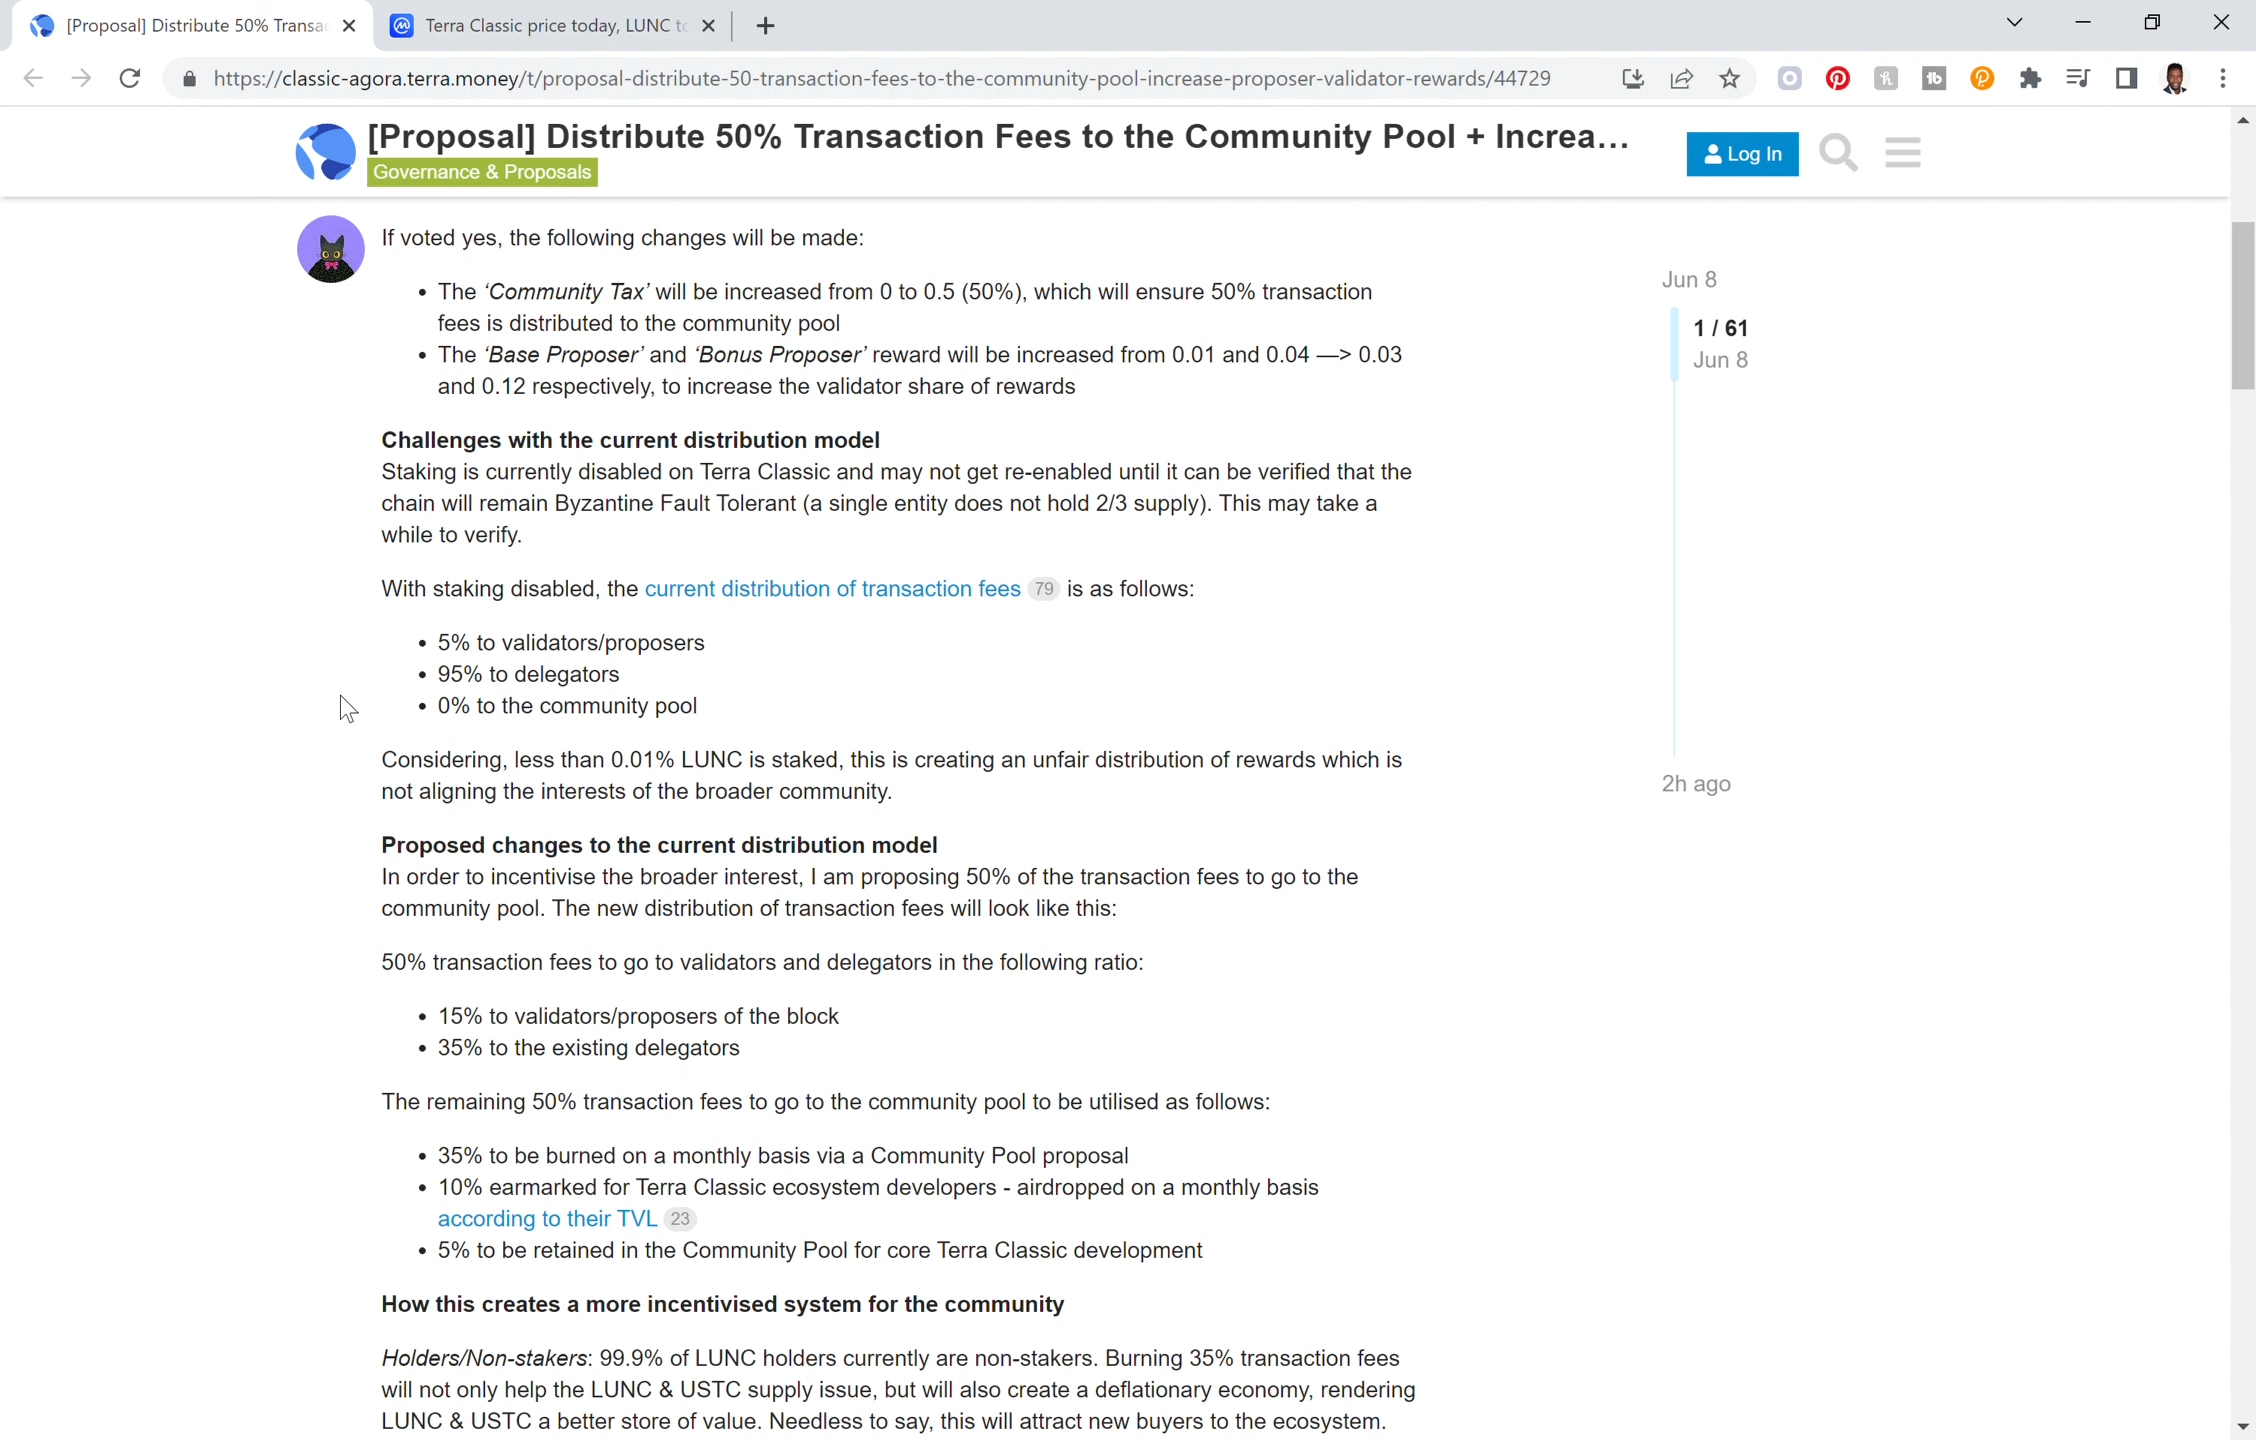 [Proposal] Distribute 50% Transac
Terra Classic price today, LUNC to
https://classic-agora.terra.money/t/proposal-distribute-50-transaction-fees-to-the-community-pool-increase-proposer-validator-rewards/44729
[Proposal] Distribute 50% Transaction Fees to the Community Pool + Increa...
Governance & Proposals
Log In
If voted yes, the following changes will be made:
• The ‘Community Tax’ will be increased from 0 to 0.5 (50%), which will ensure 50% transaction
fees is distributed to the community pool
• The ‘Base Proposer’ and ‘Bonus Proposer’ reward will be increased from 0.01 and 0.04 —> 0.03
and 0.12 respectively, to increase the validator share of rewards
Jun 8
1 / 61
Jun 8
Challenges with the current distribution model
Staking is currently disabled on Terra Classic and may not get re-enabled until it can be verified that the
chain will remain Byzantine Fault Tolerant (a single entity does not hold 2/3 supply). This may take a
while to verify.
With staking disabled, the current distribution of transaction fees 79 is as follows:
• 5% to validators/proposers
• 95% to delegators
• 0% to the community pool
Considering, less than 0.01% LUNC is staked, this is creating an unfair distribution of rewards which is
not aligning the interests of the broader community.
2h ago
Proposed changes to the current distribution model
In order to incentivise the broader interest, I am proposing 50% of the transaction fees to go to the
community pool. The new distribution of transaction fees will look like this:
50% transaction fees to go to validators and delegators in the following ratio:
• 15% to validators/proposers of the block
• 35% to the existing delegators
The remaining 50% transaction fees to go to the community pool to be utilised as follows:
• 35% to be burned on a monthly basis via a Community Pool proposal
• 10% earmarked for Terra Classic ecosystem developers - airdropped on a monthly basis
according to their TVL 23
• 5% to be retained in the Community Pool for core Terra Classic development
How this creates a more incentivised system for the community
Holders/Non-stakers: 99.9% of LUNC holders currently are non-stakers. Burning 35% transaction fees
will not only help the LUNC & USTC supply issue, but will also create a deflationary economy, rendering
LUNC & USTC a better store of value. Needless to say, this will attract new buyers to the ecosystem.